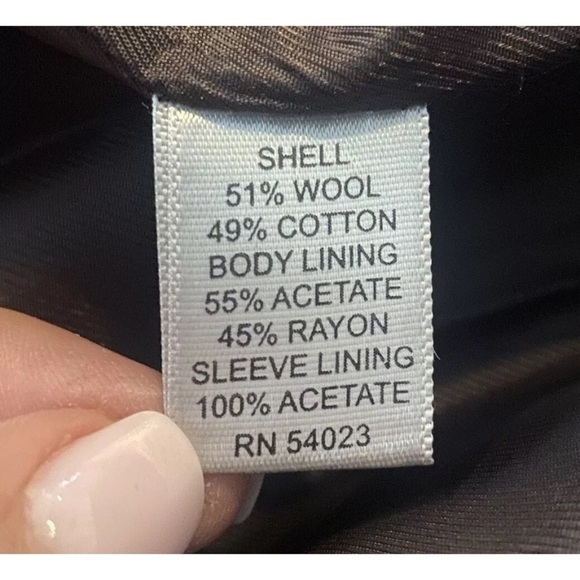 SHELL
51% WOOL
49% COTTON
BODY LINING
55% ACETATE
45% RAYON
SLEEVE LINING
100% ACETATE
RN 54023